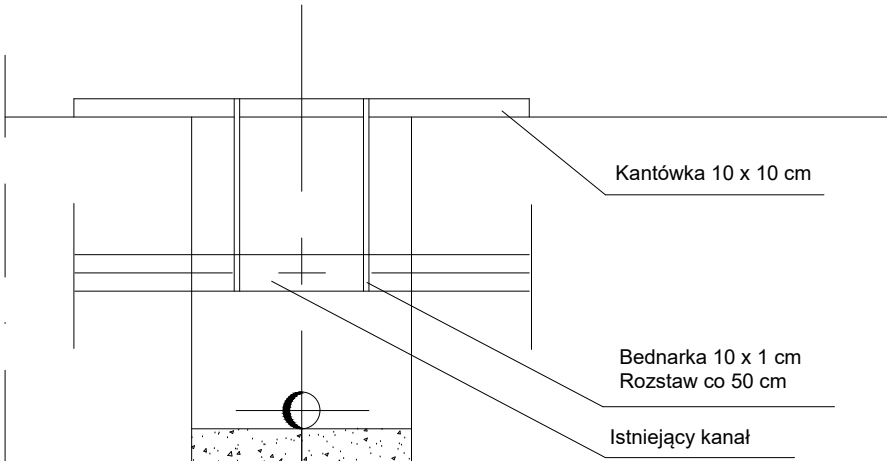 Kantówka 10 x 10 cm
Bednarka 10 x 1 cm
Rozstaw co 50 cm
Istniejący kanał